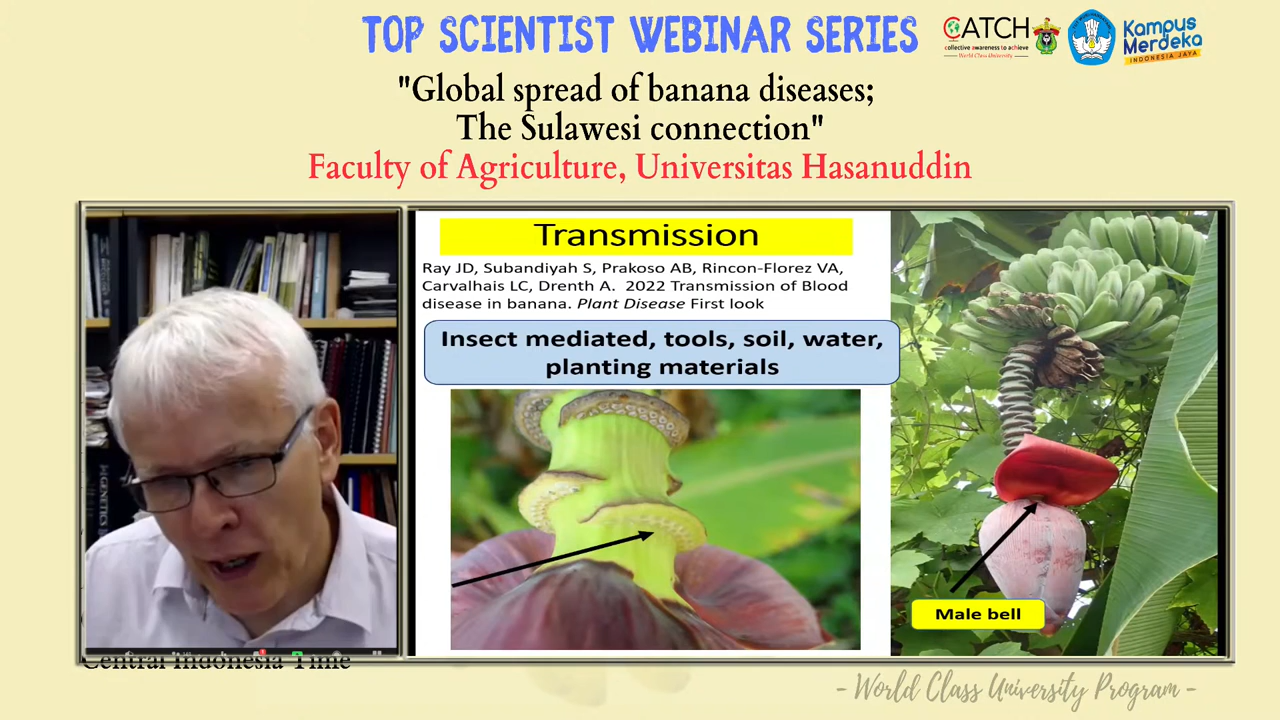 TOP SCIENTIST WEBINAR SERIES
CATCH
collective awareness to achieve
World Class University
Kampus
Merdeka
INDONESIA JAYA
"Global spread of banana diseases;
The Sulawesi connection"
Faculty of Agriculture, Universitas Hasanuddin
Transmission
Ray JD, Subandiyah S, Prakoso AB, Rincon-Florez VA,
Carvalhais LC, Drenth A. 2022 Transmission of Blood
disease in banana. Plant Disease First look
Insect mediated, tools, soil, water,
planting materials
Male bell
GENETICS
Central Indonesia Time
- World Class University Program -